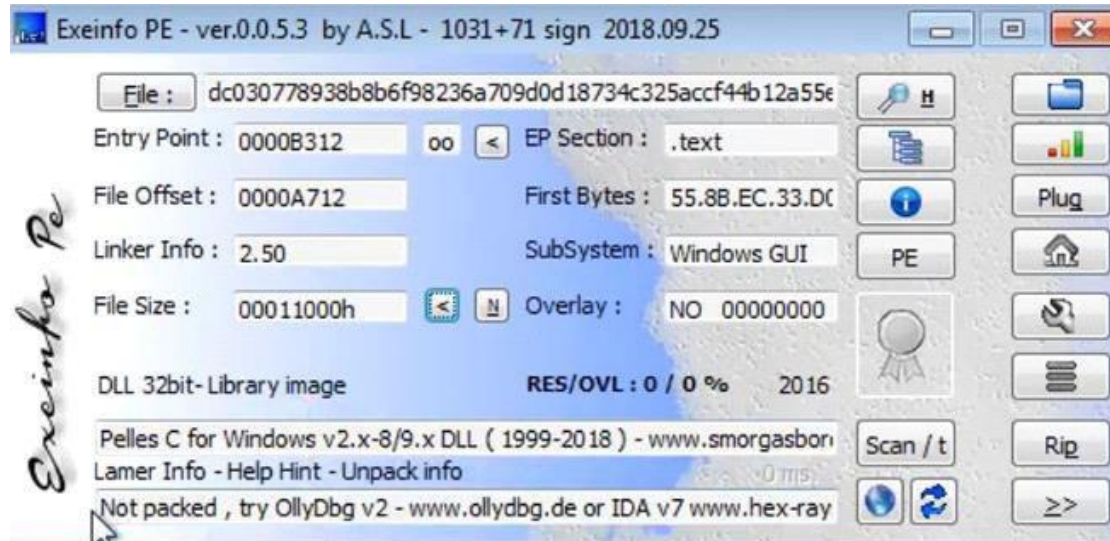 Exeinfo PE - ver.0.0.5.3 by A.S.L - 1031+71 sign 2018.09.25
File : dc030778938b8b6f98236a709d0d18734c325accf44b12a55e H
Entry Point : 0000B312 oo < EP Section : .text
File Offset : 0000A712 First Bytes : 55.8B.EC.33.D0 Plug
Linker Info : 2.50 SubSystem : Windows GUI PE
File Size : 00011000h < N Overlay : NO 00000000
Exeinfo Pe
DLL 32bit- Library image RES/OVL : 0 / 0 % 2016
Pelles C for Windows v2.x-8/9.x DLL ( 1999-2018 ) - www.smorgasbor Scan / t Rip
Lamer Info - Help Hint - Unpack info 0 ms
Not packed , try OllyDbg v2 - www.ollydbg.de or IDA v7 www.hex-ray >>